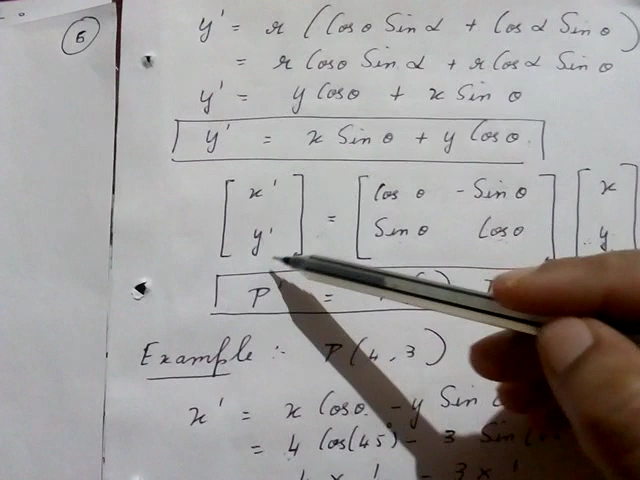 5
y' = r (Cosθ Sinα + Cosα Sinθ)
= r Cosθ Sinα + r Cosα Sinθ
y' = y Cosθ + x Sinθ
y' = x Sinθ + y Cosθ
[x' y'] = [Cosθ -Sinθ Sinθ Cosθ] [x y]
P' =
Example :- P(4,3)
x' = x Cosθ - y Sin
= 4 Cos(45) - 3 Sin